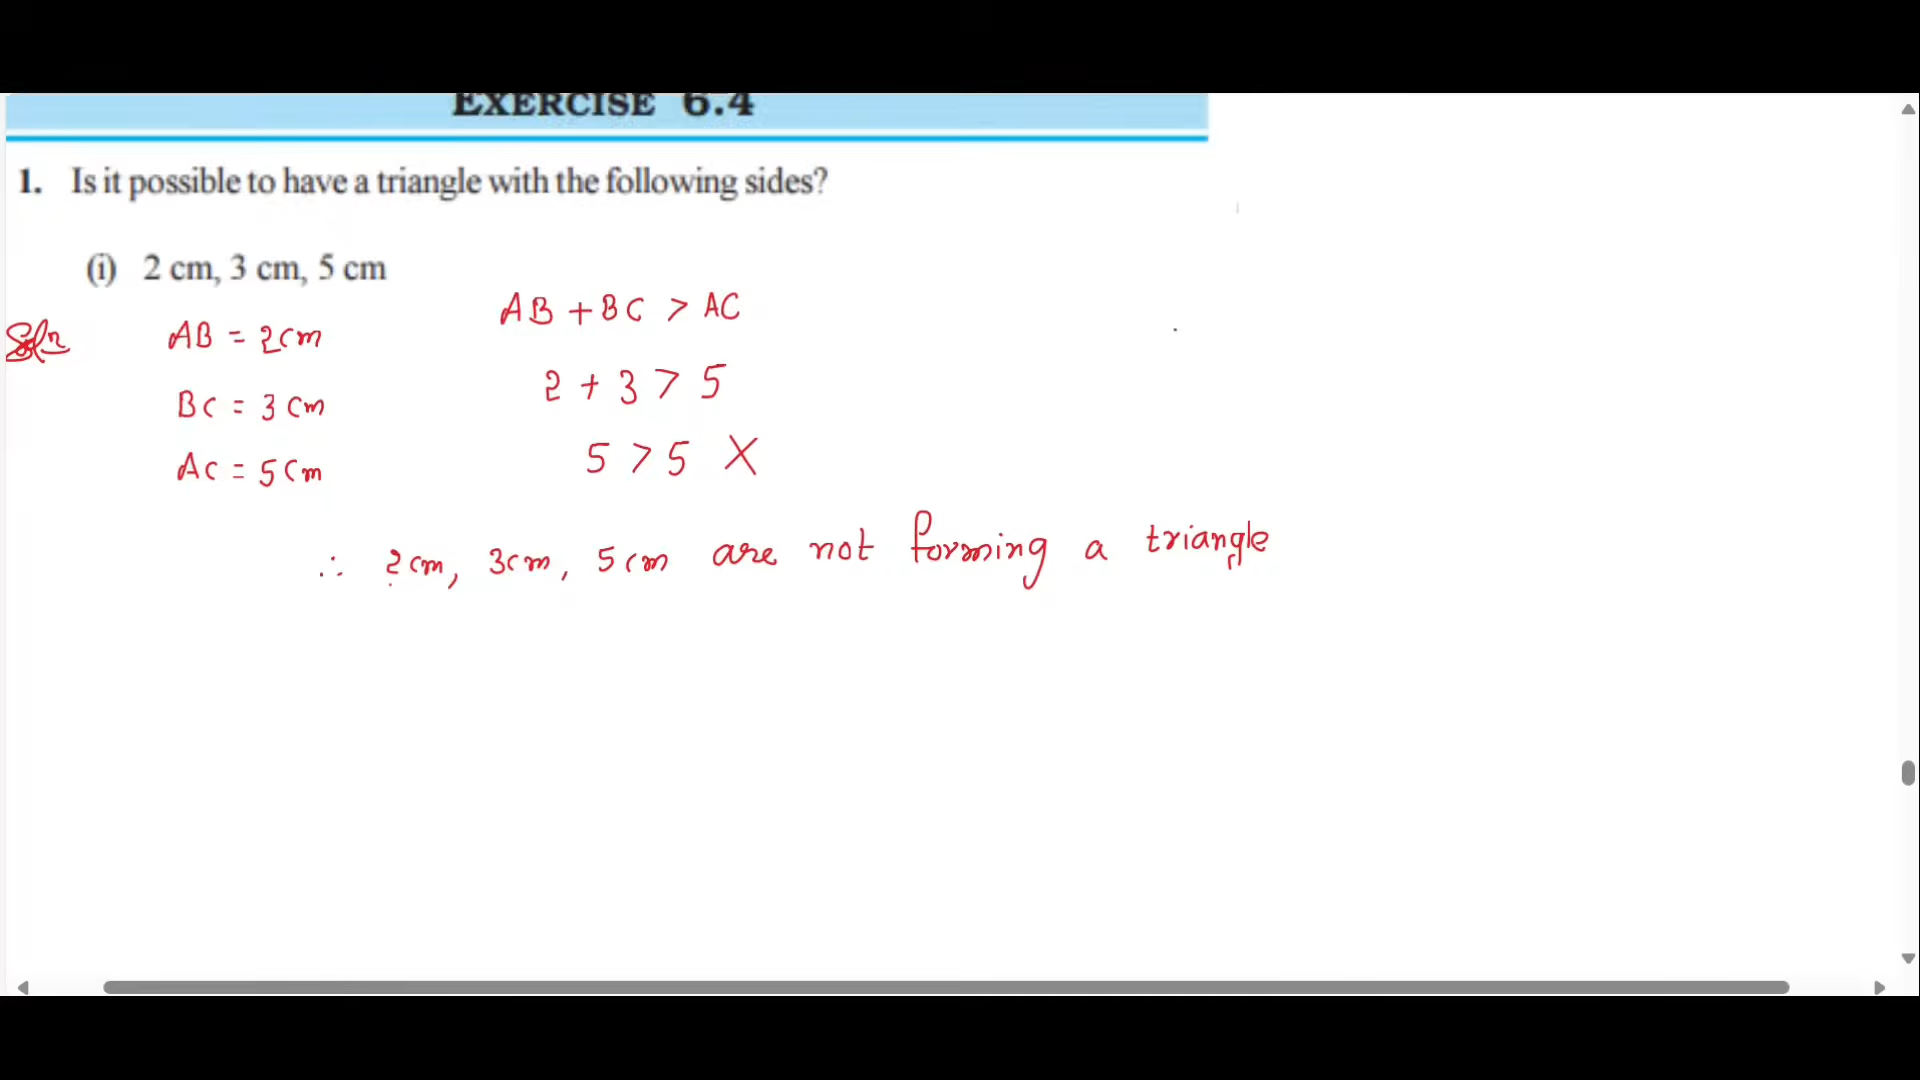 EXERCISE 6.4
1. Is it possible to have a triangle with the following sides?
(i) 2 cm, 3 cm, 5 cm
Soln
AB = 2cm
AB + BC > AC
BC = 3 cm
2 + 3 > 5
AC = 5cm
5 > 5 X
∴ 2cm, 3cm, 5cm are not forming a triangle